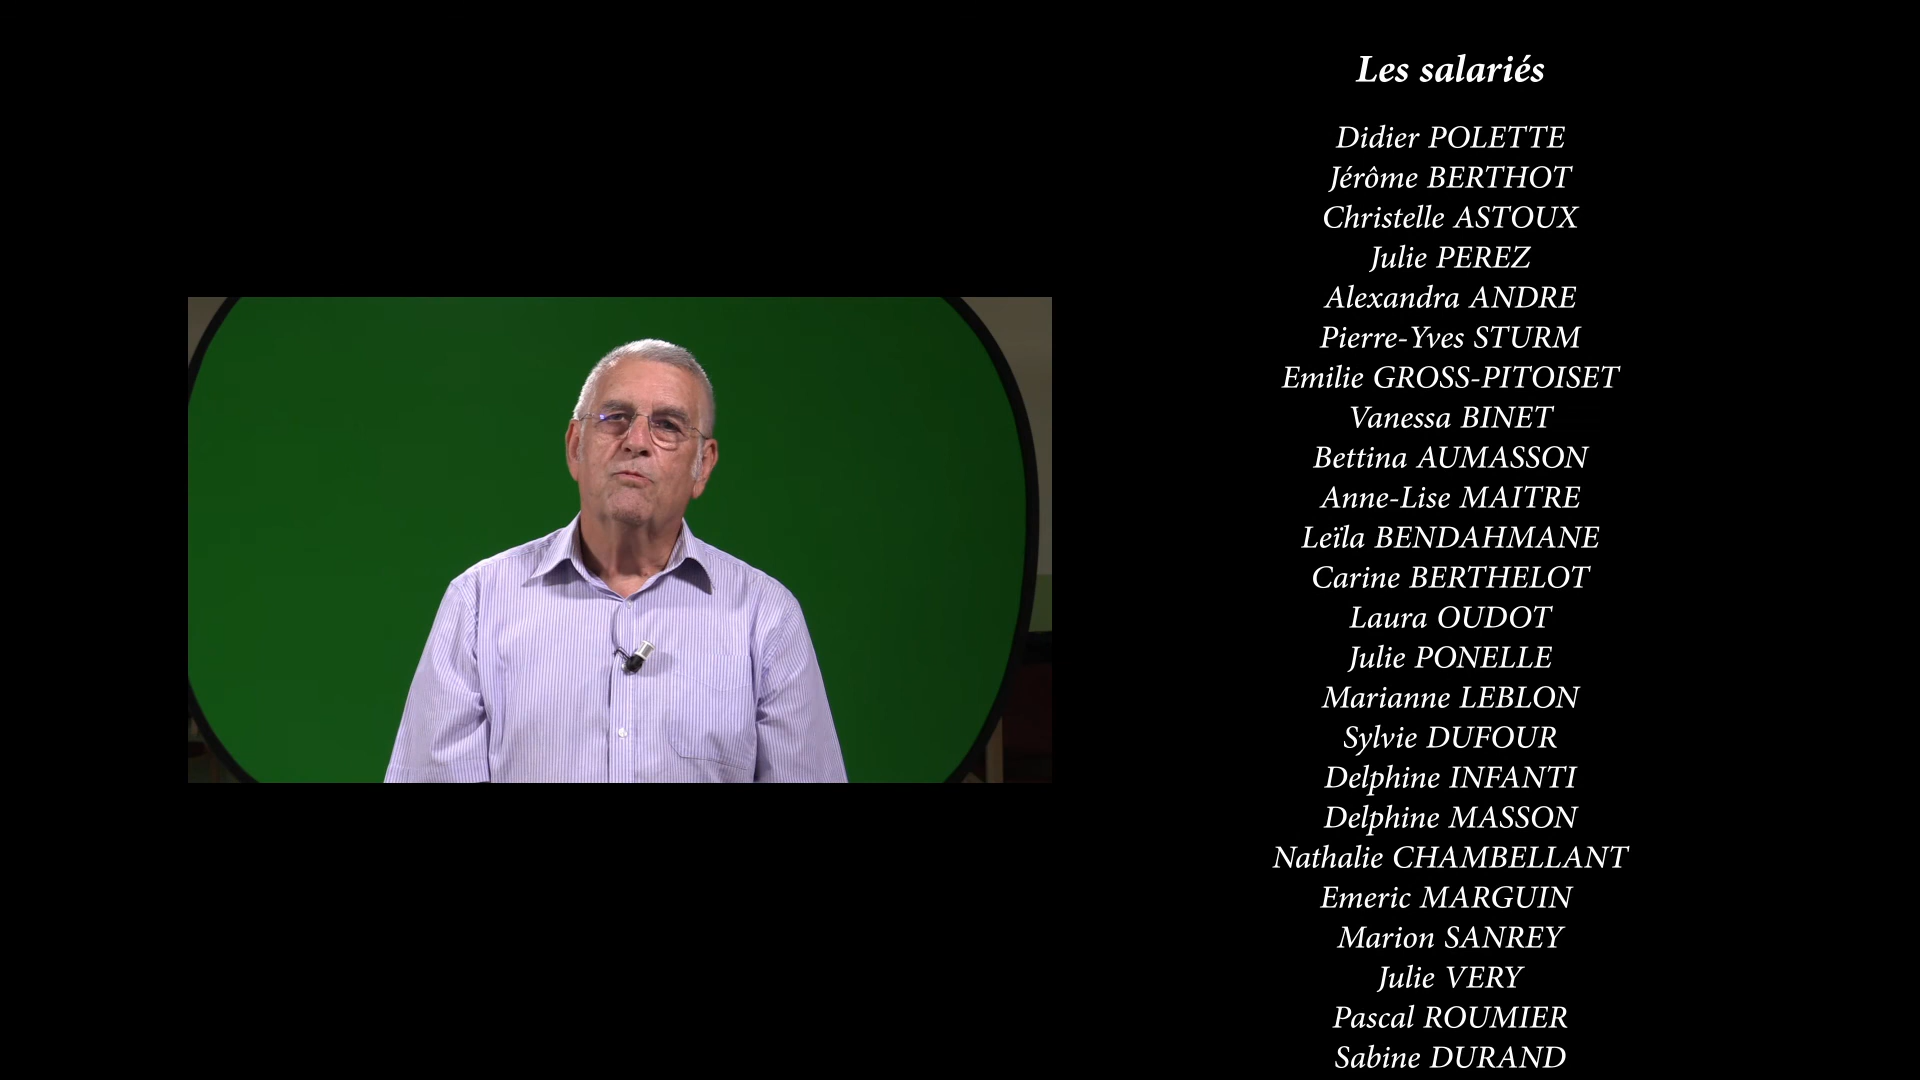 Les salariés
Didier POLETTE
Jérôme BERTHOT
Christelle ASTOUX
Julie PEREZ
Alexandra ANDRE
Pierre-Yves STURM
Emilie GROSS-PITOISET
Vanessa BINET
Bettina AUMASSON
Anne-Lise MAITRE
Leïla BENDAHMANE
Carine BERTHELOT
Laura OUDOT
Julie PONELLE
Marianne LEBLON
Sylvie DUFOUR
Delphine INFANTI
Delphine MASSON
Nathalie CHAMBELLANT
Emeric MARGUIN
Marion SANREY
Julie VERY
Pascal ROUMIER
Sabine DURAND